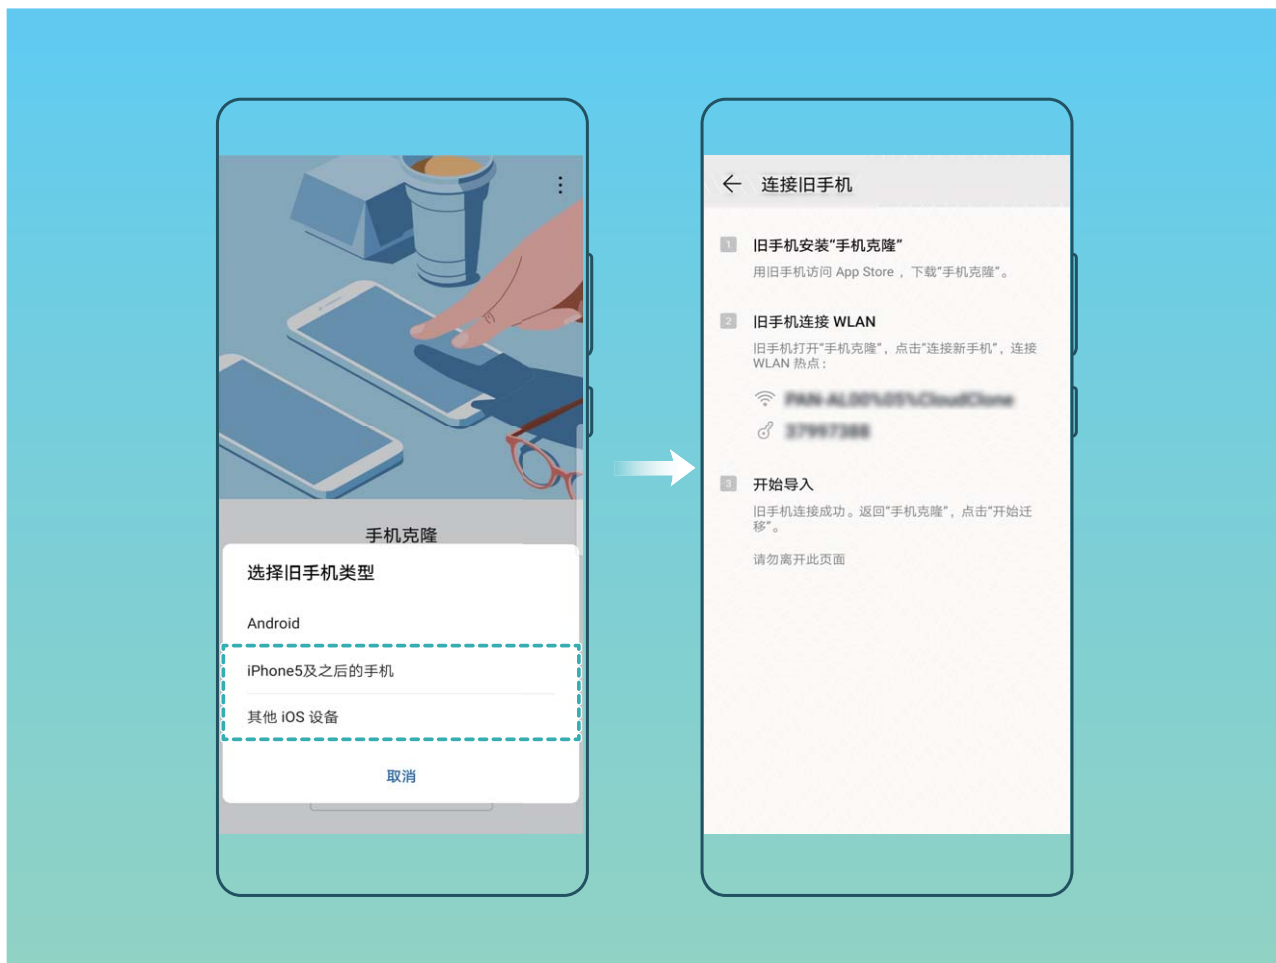 手机克隆
选择旧手机类型
Android
iPhone5及之后的手机
其他 iOS 设备
取消
连接旧手机
1 旧手机安装“手机克隆”
用旧手机访问 App Store ，下载“手机克隆”。
2 旧手机连接 WLAN
旧手机打开“手机克隆”，点击“连接新手机”，连接
WLAN 热点：
3 开始导入
旧手机连接成功。返回“手机克隆”，点击“开始迁
移”。
请勿离开此页面